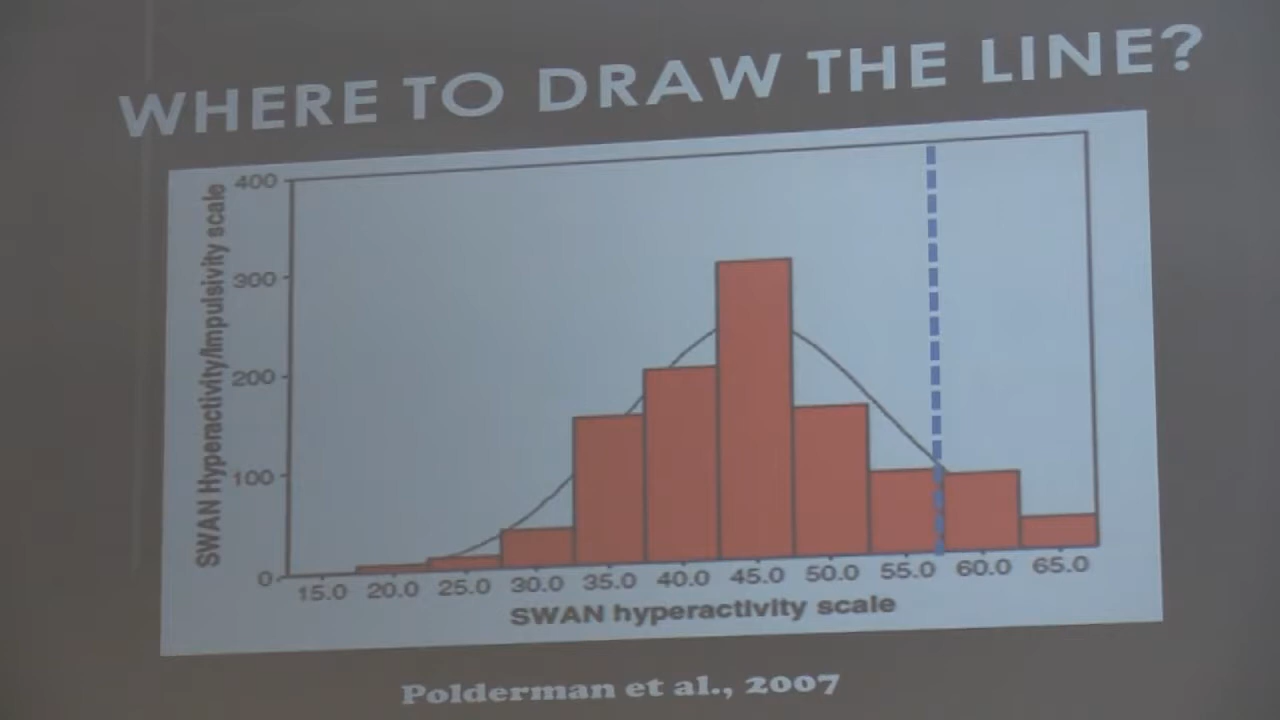 WHERE TO DRAW THE LINE?
SWAN Hyperactivity/Impulsivity scale
400
300
200
100
0
15.0 20.0 25.0 30.0 35.0 40.0 45.0 50.0 55.0 60.0 65.0
SWAN hyperactivity scale
Polderman et al., 2007